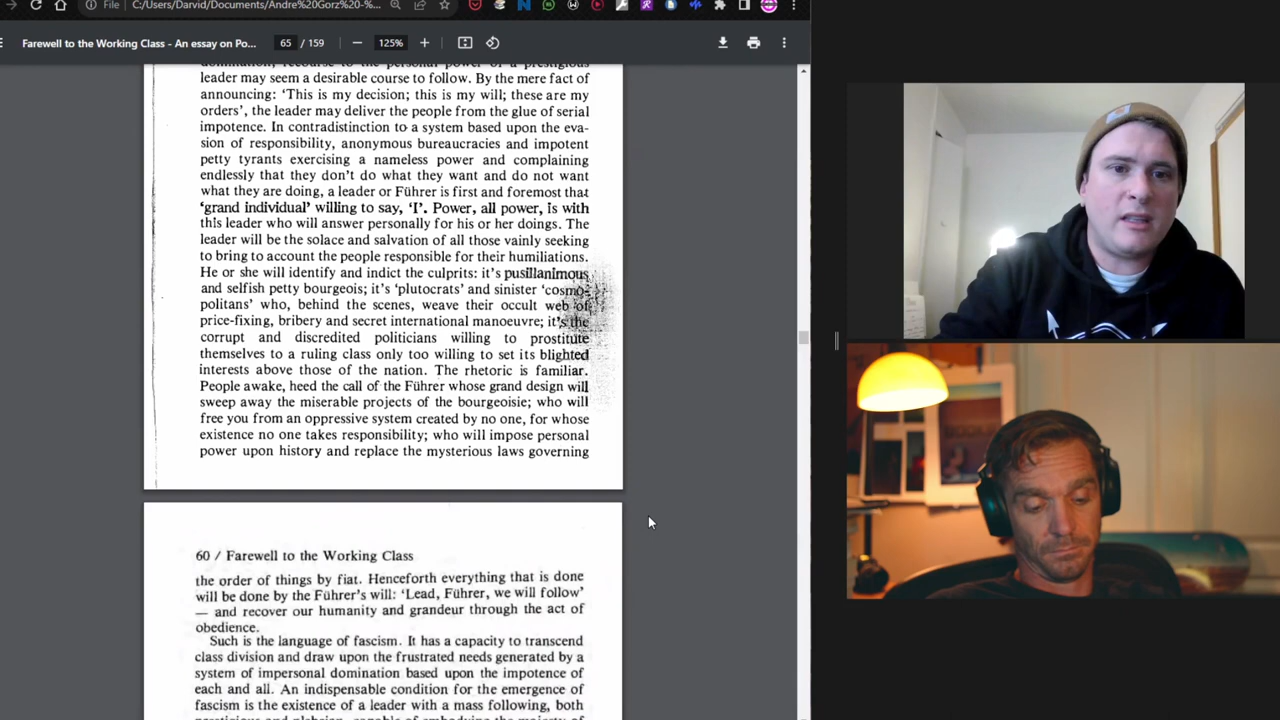 File
C:/Users/Darvid/Documents/Andre%20Gorz%20-%...
Farewell to the Working Class - An essay on Po...
65 / 159
125%
leader may seem a desirable course to follow. By the mere fact of
announcing: 'This is my decision; this is my will; these are my
orders', the leader may deliver the people from the glue of serial
impotence. In contradistinction to a system based upon the eva-
sion of responsibility, anonymous bureaucracies and impotent
petty tyrants exercising a nameless power and complaining
endlessly that they don't do what they want and do not want
what they are doing, a leader or Führer is first and foremost that
'grand individual' willing to say, 'I'. Power, all power, is with
this leader who will answer personally for his or her doings. The
leader will be the solace and salvation of all those vainly seeking
to bring to account the people responsible for their humiliations.
He or she will identify and indict the culprits: it's pusillanimous
and selfish petty bourgeois; it's 'plutocrats' and sinister 'cosmo-
politans' who, behind the scenes, weave their occult web of
price-fixing, bribery and secret international manoeuvre; it's the
corrupt and discredited politicians willing to prostitute
themselves to a ruling class only too willing to set its blighted
interests above those of the nation. The rhetoric is familiar.
People awake, heed the call of the Führer whose grand design will
sweep away the miserable projects of the bourgeoisie; who will
free you from an oppressive system created by no one, for whose
existence no one takes responsibility; who will impose personal
power upon history and replace the mysterious laws governing
60 / Farewell to the Working Class
the order of things by fiat. Henceforth everything that is done
will be done by the Führer's will: 'Lead, Führer, we will follow'
— and recover our humanity and grandeur through the act of
obedience.
Such is the language of fascism. It has a capacity to transcend
class division and draw upon the frustrated needs generated by a
system of impersonal domination based upon the impotence of
each and all. An indispensable condition for the emergence of
fascism is the existence of a leader with a mass following, both